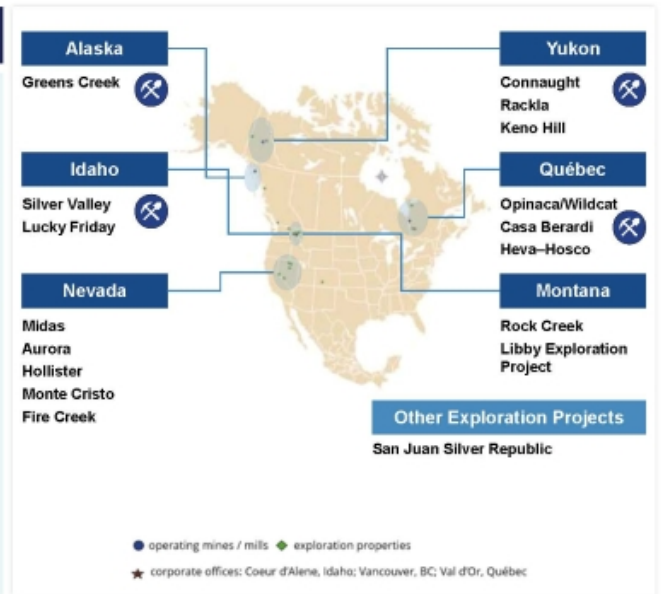 Alaska
Greens Creek
Idaho
Silver Valley
Lucky Friday
Nevada
Midas
Aurora
Hollister
Monte Cristo
Fire Creek
Yukon
Connaught
Rackla
Keno Hill
Québec
Opinaca/Wildcat
Casa Berardi
Heva–Hosco
Montana
Rock Creek
Libby Exploration
Project
Other Exploration Projects
San Juan Silver Republic
operating mines / mills exploration properties
corporate offices: Coeur d'Alene, Idaho; Vancouver, BC; Val d'Or, Québec